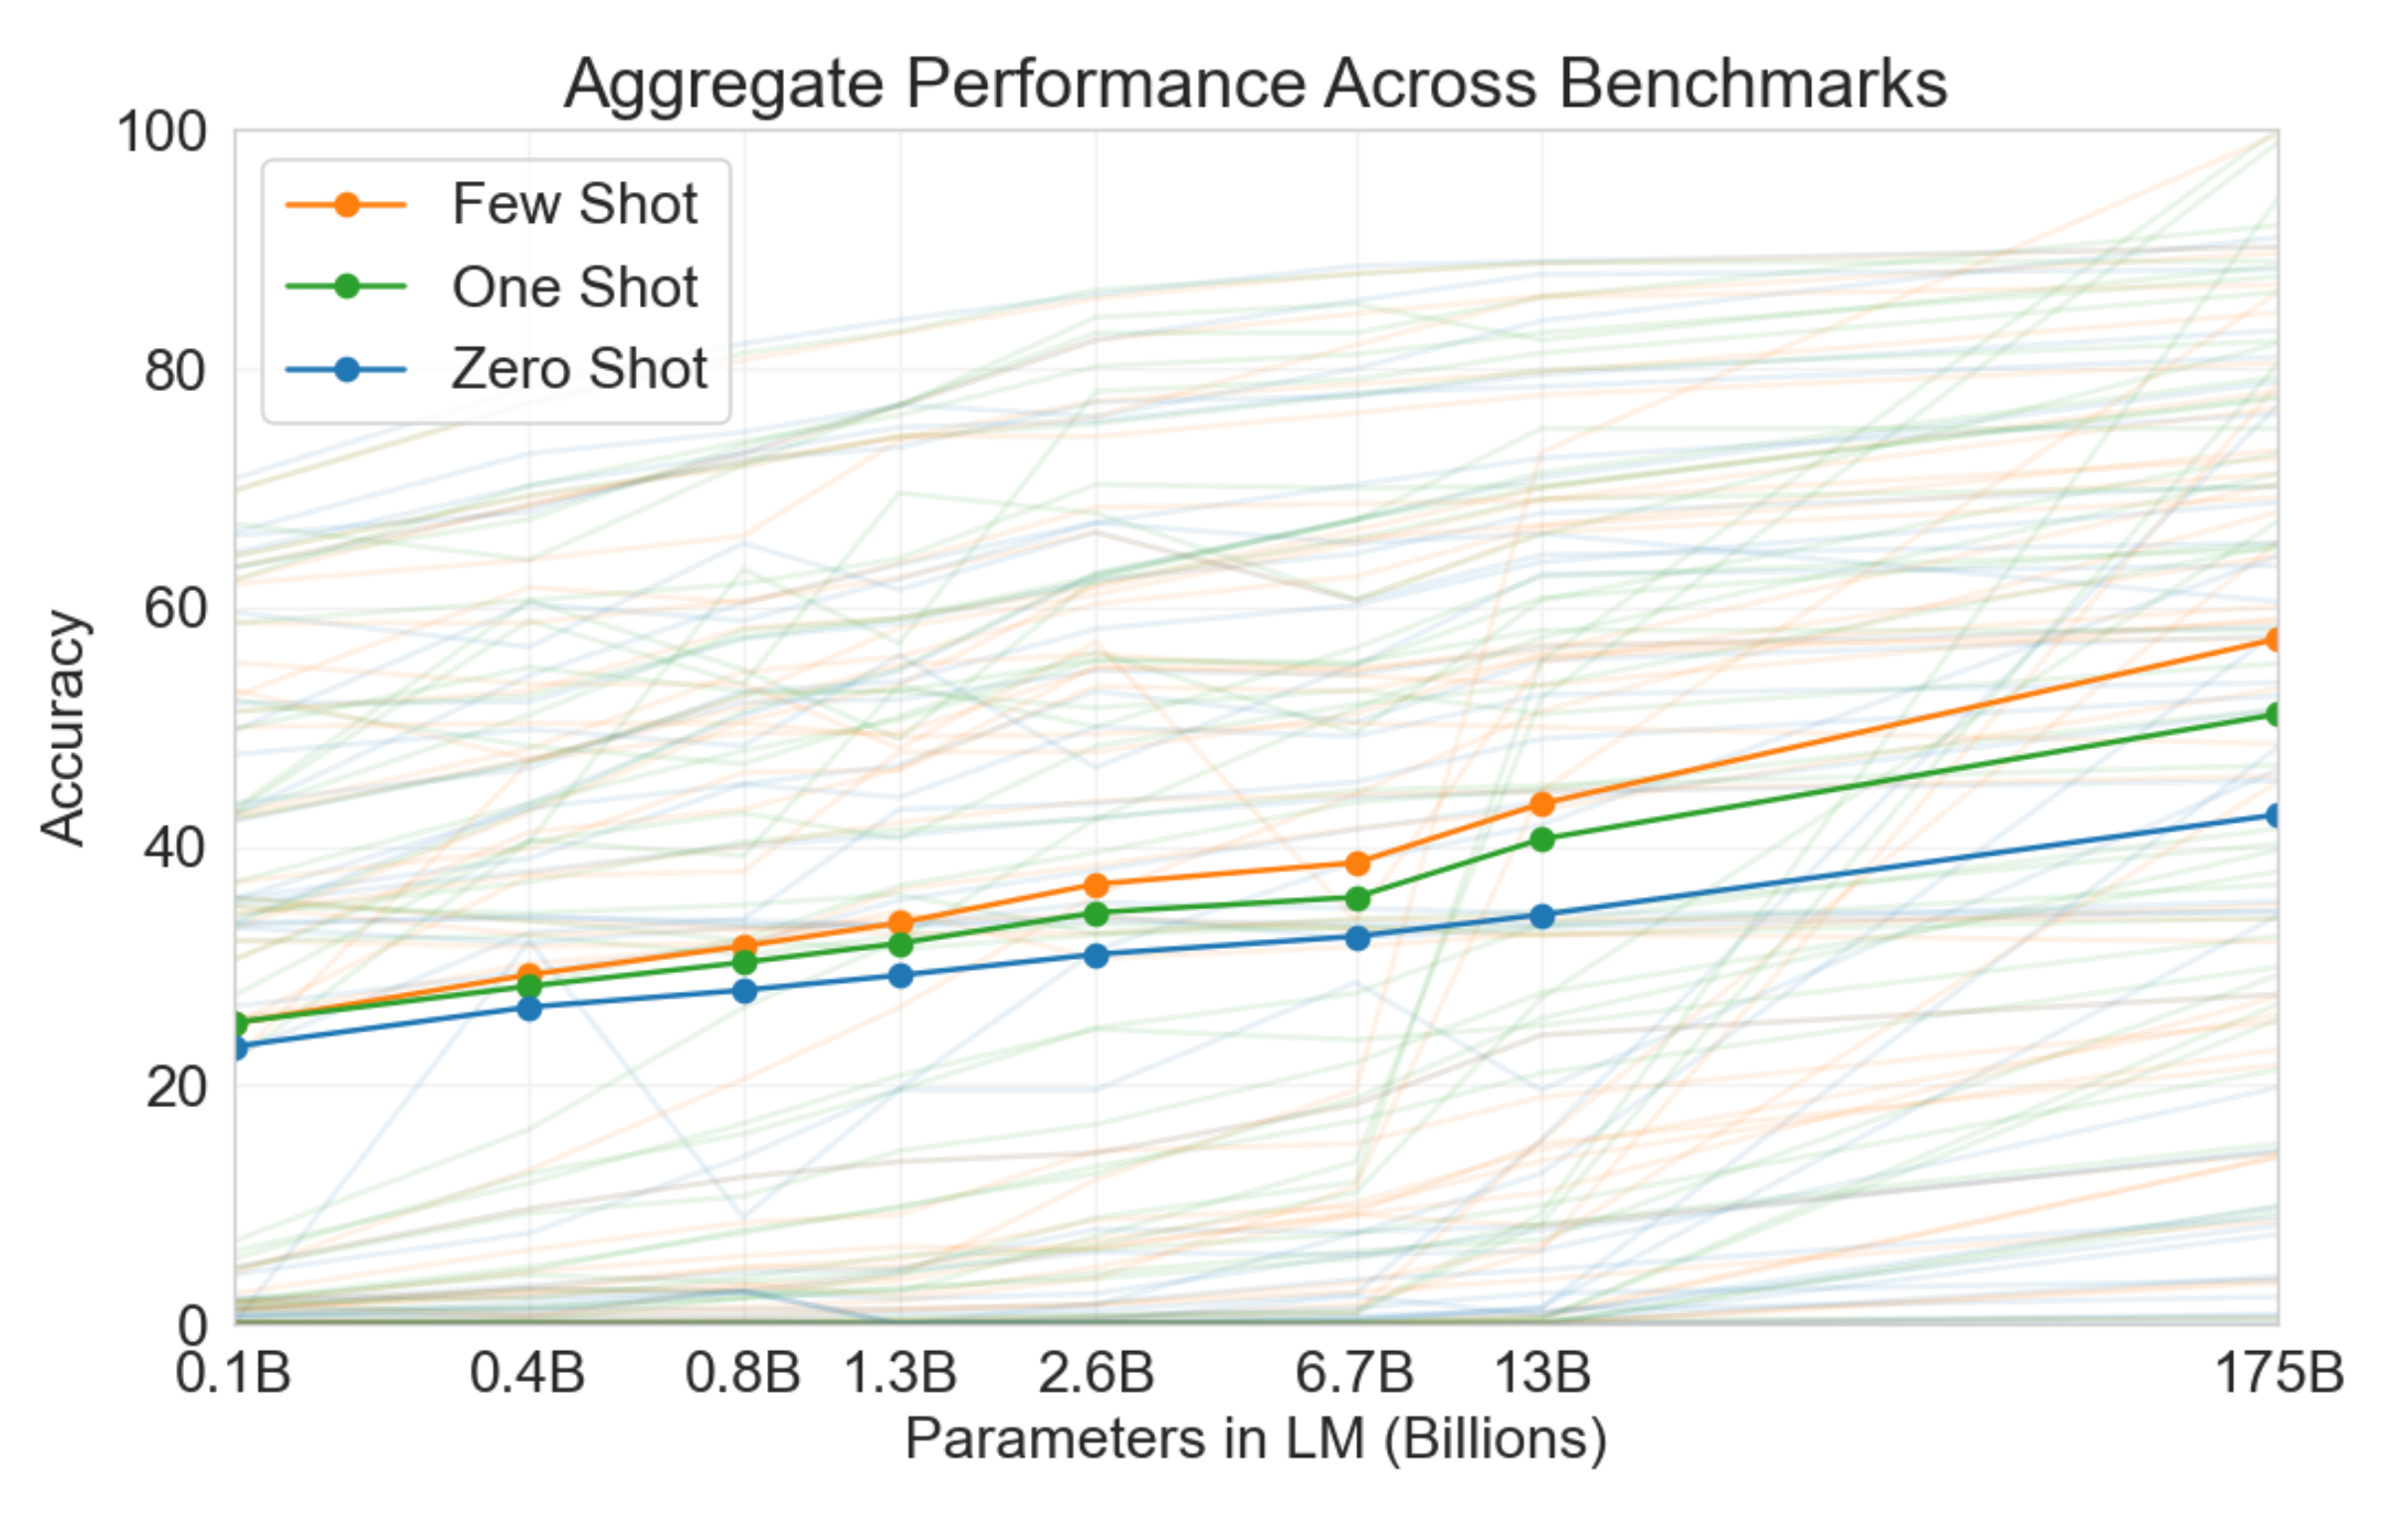 Aggregate Performance Across Benchmarks
100
80
60
40
20
0
Accuracy
Few Shot
One Shot
Zero Shot
0.1B 0.4B 0.8B 1.3B 2.6B 6.7B 13B 175B
Parameters in LM (Billions)